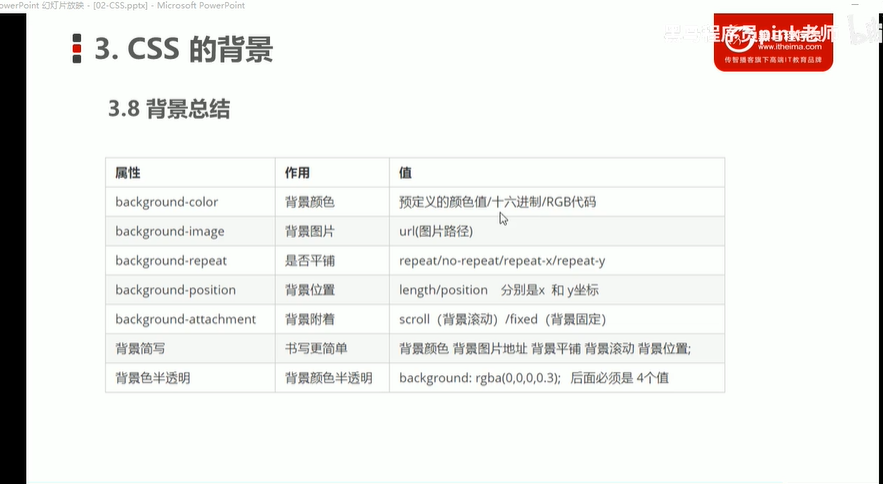 owerPoint 幻灯片放映 - [02-CSS.pptx] - Microsoft PowerPoint
3. CSS 的背景
程序员pink老师
www.itheima.com
传智播客旗下高端IT教育品牌
3.8 背景总结
属性 作用 值
background-color 背景颜色 预定义的颜色值/十六进制/RGB代码
background-image 背景图片 url(图片路径)
background-repeat 是否平铺 repeat/no-repeat/repeat-x/repeat-y
background-position 背景位置 length/position 分别是x 和 y坐标
background-attachment 背景附着 scroll（背景滚动）/fixed（背景固定）
背景简写 书写更简单 背景颜色 背景图片地址 背景平铺 背景滚动 背景位置;
背景色半透明 背景颜色半透明 background: rgba(0,0,0,0.3); 后面必须是 4个值